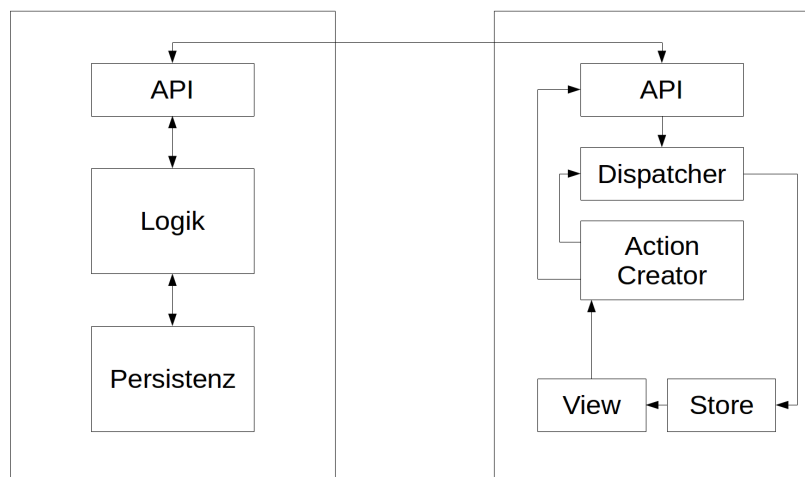 API
Logik
Persistenz
API
Dispatcher
Action
Creator
View
Store